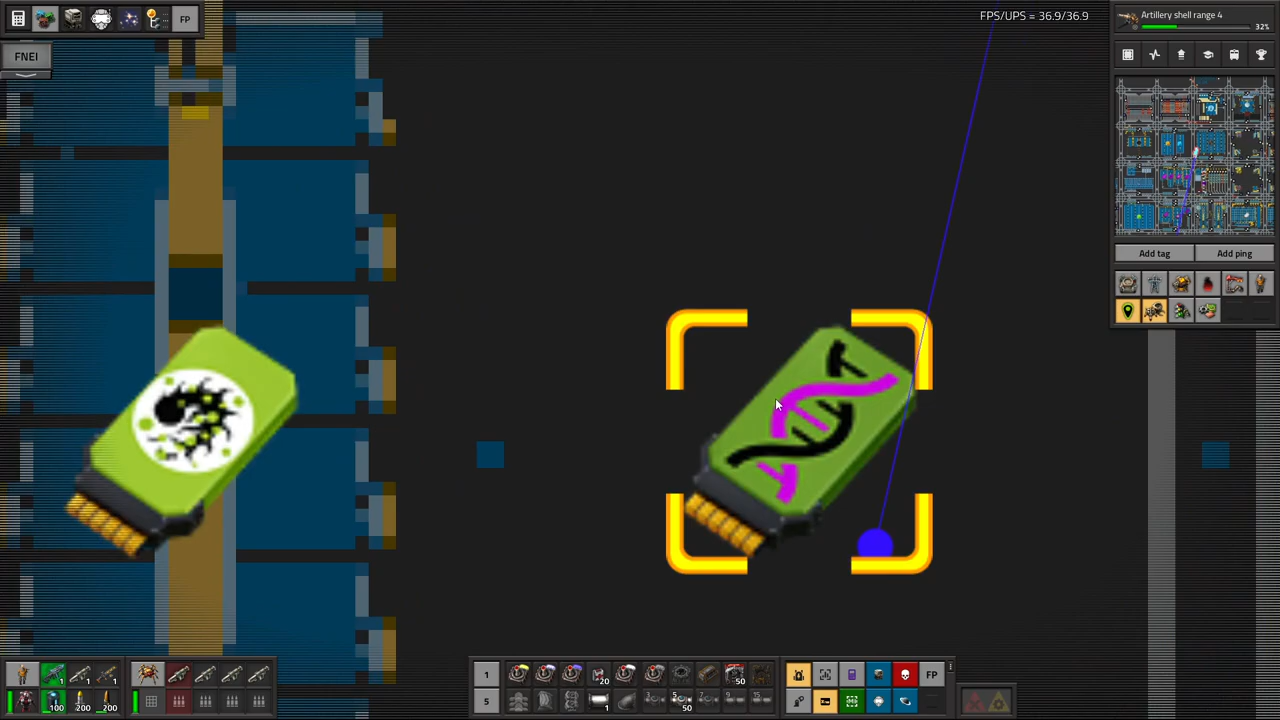 FP
FPS/UPS = 36.9/36.9
Artillery shell range 4
32%
FNEI
Add tag
Add ping
1
1
1
100
200
200
1
20
50
FP
5
1
50